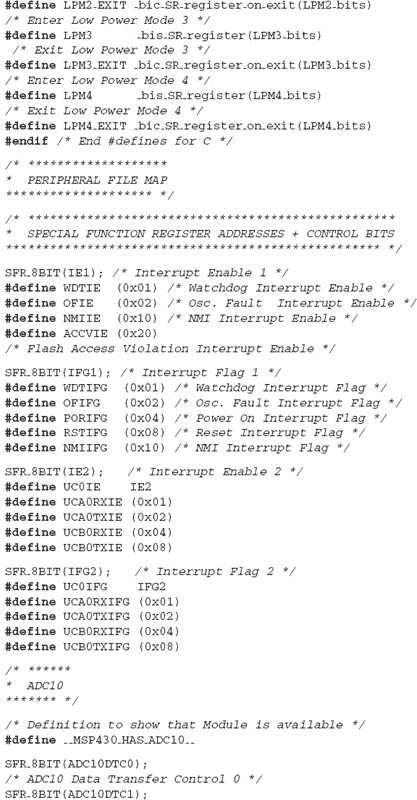 #define LPM2_EXIT _bic_SR_register_on_exit(LPM2_bits)
/* Enter Low Power Mode 3 */
#define LPM3 _bis_SR_register(LPM3_bits)
/* Exit Low Power Mode 3 */
#define LPM3_EXIT _bic_SR_register_on_exit(LPM3_bits)
/* Enter Low Power Mode 4 */
#define LPM4 _bis_SR_register(LPM4_bits)
/* Exit Low Power Mode 4 */
#define LPM4_EXIT _bic_SR_register_on_exit(LPM4_bits)
#endif /* End #defines for C */
/* ******************
* PERIPHERAL FILE MAP
******************* */
/* ************************************************
* SPECIAL FUNCTION REGISTER ADDRESSES + CONTROL BITS
************************************************* */
SFR_8BIT(IE1); /* Interrupt Enable 1 */
#define WDTIE (0x01) /* Watchdog Interrupt Enable */
#define OFIE (0x02) /* Osc. Fault Interrupt Enable */
#define NMIIE (0x10) /* NMI Interrupt Enable */
#define ACCVIE (0x20)
/* Flash Access Violation Interrupt Enable */
SFR_8BIT(IFG1); /* Interrupt Flag 1 */
#define WDTIFG (0x01) /* Watchdog Interrupt Flag */
#define OFIFG (0x02) /* Osc. Fault Interrupt Flag */
#define PORIFG (0x04) /* Power On Interrupt Flag */
#define RSTIFG (0x08) /* Reset Interrupt Flag */
#define NMIIFG (0x10) /* NMI Interrupt Flag */
SFR_8BIT(IE2); /* Interrupt Enable 2 */
#define UC0IE IE2
#define UCA0RXIE (0x01)
#define UCA0TXIE (0x02)
#define UCB0RXIE (0x04)
#define UCB0TXIE (0x08)
SFR_8BIT(IFG2); /* Interrupt Flag 2 */
#define UC0IFG IFG2
#define UCA0RXIFG (0x01)
#define UCA0TXIFG (0x02)
#define UCB0RXIFG (0x04)
#define UCB0TXIFG (0x08)
/* ******
* ADC10
******* */
/* Definition to show that Module is available */
#define __MSP430_HAS_ADC10__
SFR_8BIT(ADC10DTC0);
/* ADC10 Data Transfer Control 0 */
SFR_8BIT(ADC10DTC1);